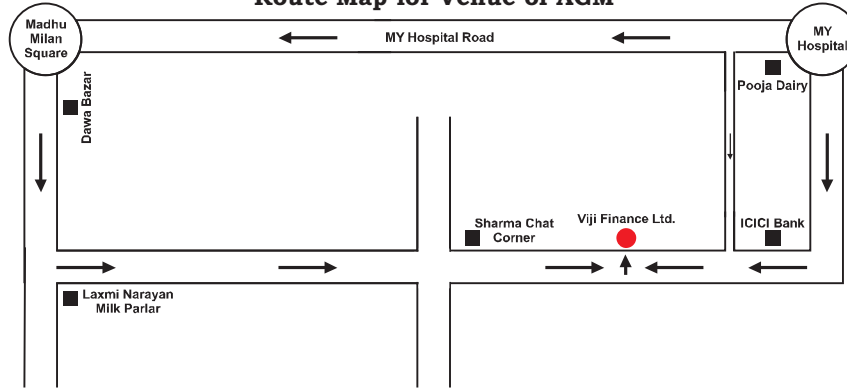 Route Map for Venue of AGM
Madhu
Milan
Square
MY Hospital Road
MY
Hospital
Dawa Bazar
Pooja Dairy
Sharma Chat
Corner
Viji Finance Ltd.
ICICI Bank
Laxmi Narayan
Milk Parlar